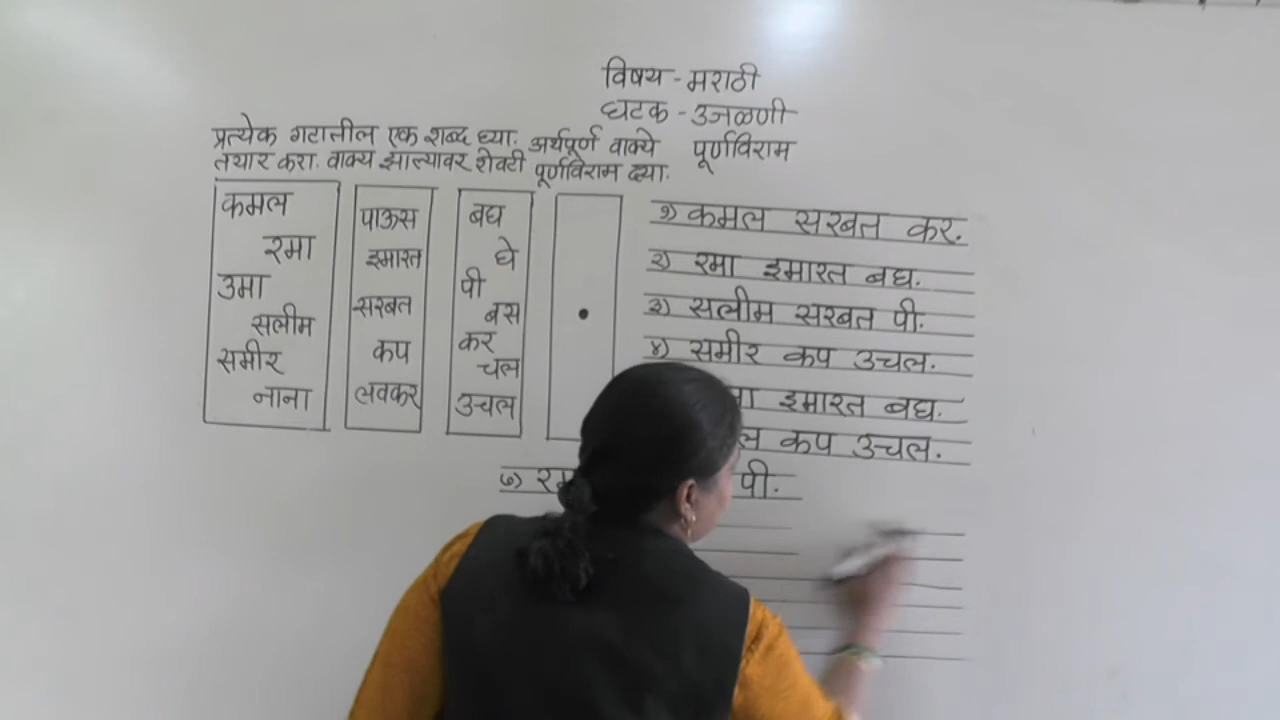 विषय - मराठी
घटक - उजळणी
प्रत्येक गटातील एक शब्द घ्या. अर्थपूर्ण वाक्ये पूर्णविराम
तयार करा. वाक्य झाल्यावर शेवटी पूर्णविराम द्या.
कमल
रमा
उमा
सलीम
समीर
नाना
पाऊस
इमारत
सरबत
कप
लवकर
बघ
घे
पी
बस
कर
चल
उचल
.
१) कमल सरबत कर.
२) रमा इमारत बघ.
३) सलीम सरबत पी.
४) समीर कप उचल.
इमारत बघ.
कप उचल.
७) पी.